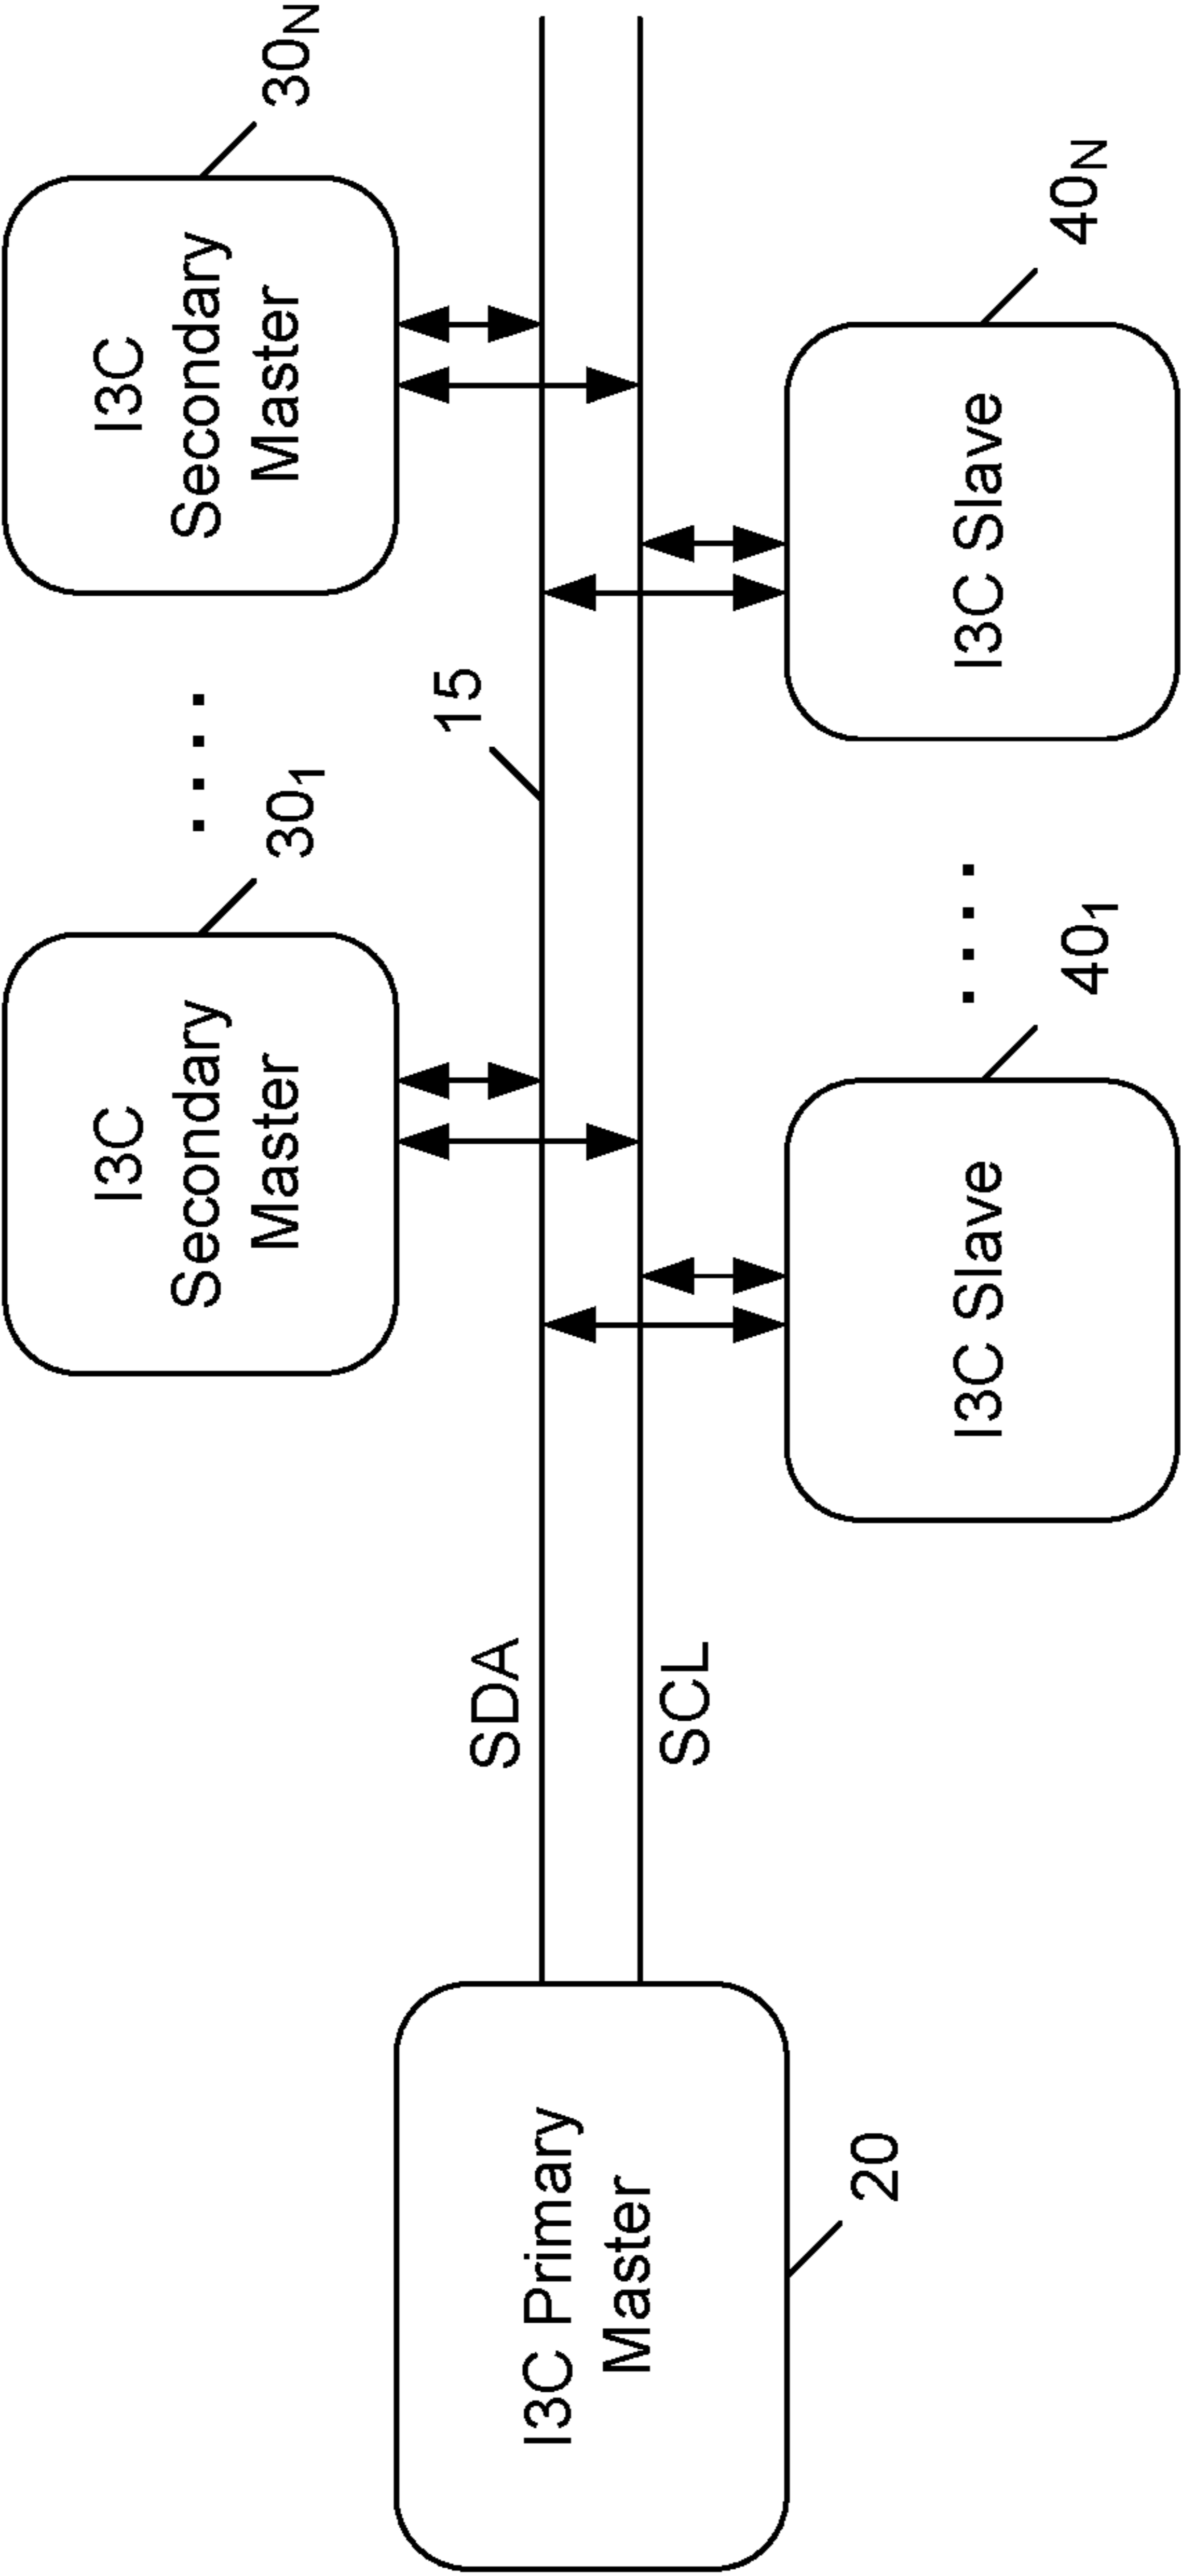 I3C
Secondary
Master
30₁
. . . .
I3C
Secondary
Master
30N
15
SDA
SCL
I3C Primary
Master
20
I3C Slave
40₁
. . . .
I3C Slave
40N